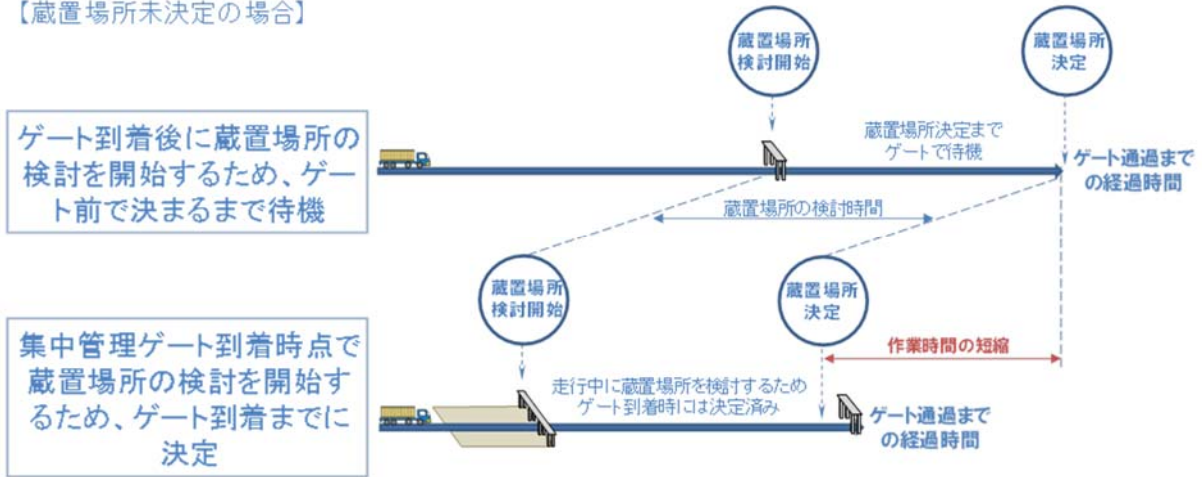 【蔵置場所未決定の場合】
蔵置場所
検討開始
蔵置場所
決定
ゲート到着後に蔵置場所の
検討を開始するため、ゲー
ト前で決まるまで待機
蔵置場所決定まで
ゲートで待機
ゲート通過まで
の経過時間
蔵置場所の検討時間
蔵置場所
検討開始
蔵置場所
決定
集中管理ゲート到着時点で
蔵置場所の検討を開始す
るため、ゲート到着までに
決定
作業時間の短縮
走行中に蔵置場所を検討するため
ゲート到着時には決定済み
ゲート通過まで
の経過時間